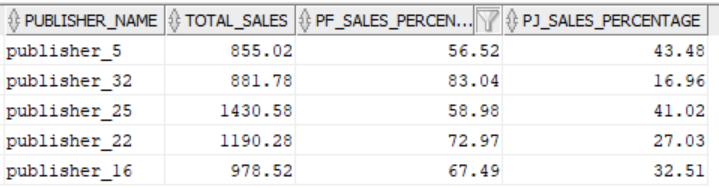 PUBLISHER_NAME TOTAL_SALES PF_SALES_PERCEN... PJ_SALES_PERCENTAGE
publisher_5 855.02 56.52 43.48
publisher_32 881.78 83.04 16.96
publisher_25 1430.58 58.98 41.02
publisher_22 1190.28 72.97 27.03
publisher_16 978.52 67.49 32.51